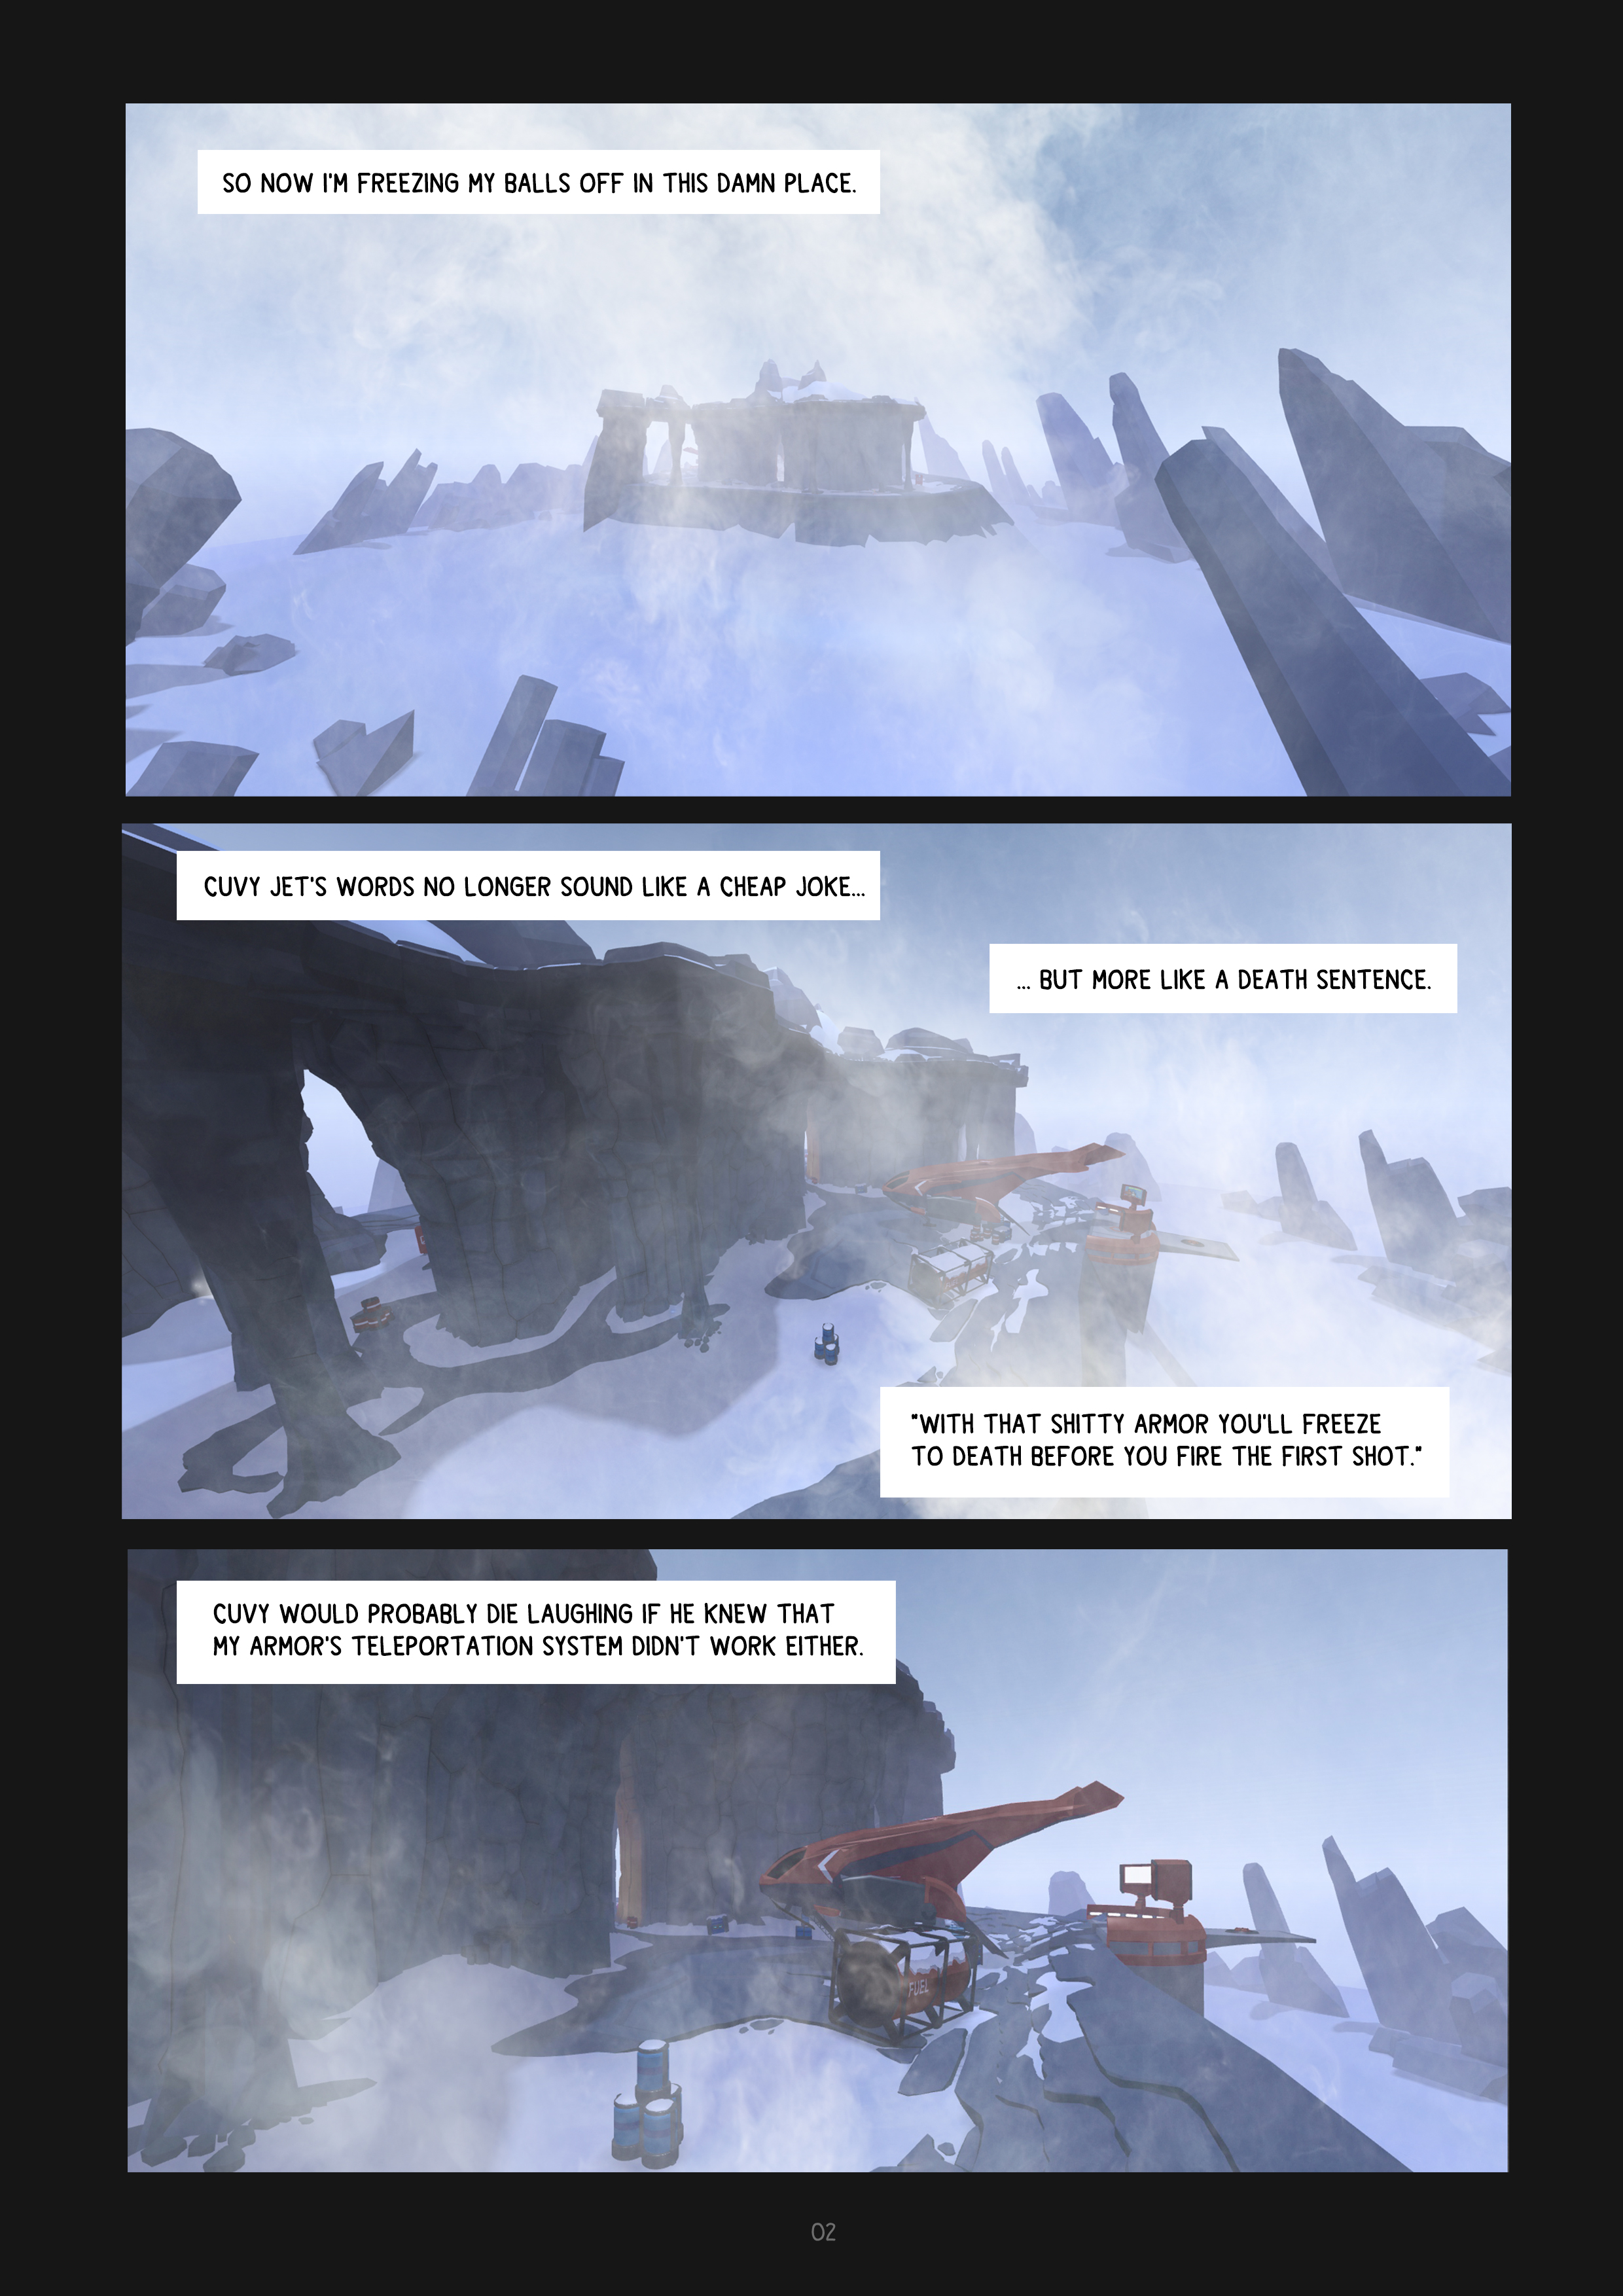 SO NOW I'M FREEZING MY BALLS OFF IN THIS DAMN PLACE.
CUVY JET'S WORDS NO LONGER SOUND LIKE A CHEAP JOKE...
... BUT MORE LIKE A DEATH SENTENCE.
"WITH THAT SHITTY ARMOR YOU'LL FREEZE
TO DEATH BEFORE YOU FIRE THE FIRST SHOT."
CUVY WOULD PROBABLY DIE LAUGHING IF HE KNEW THAT
MY ARMOR'S TELEPORTATION SYSTEM DIDN'T WORK EITHER.
FUEL
02